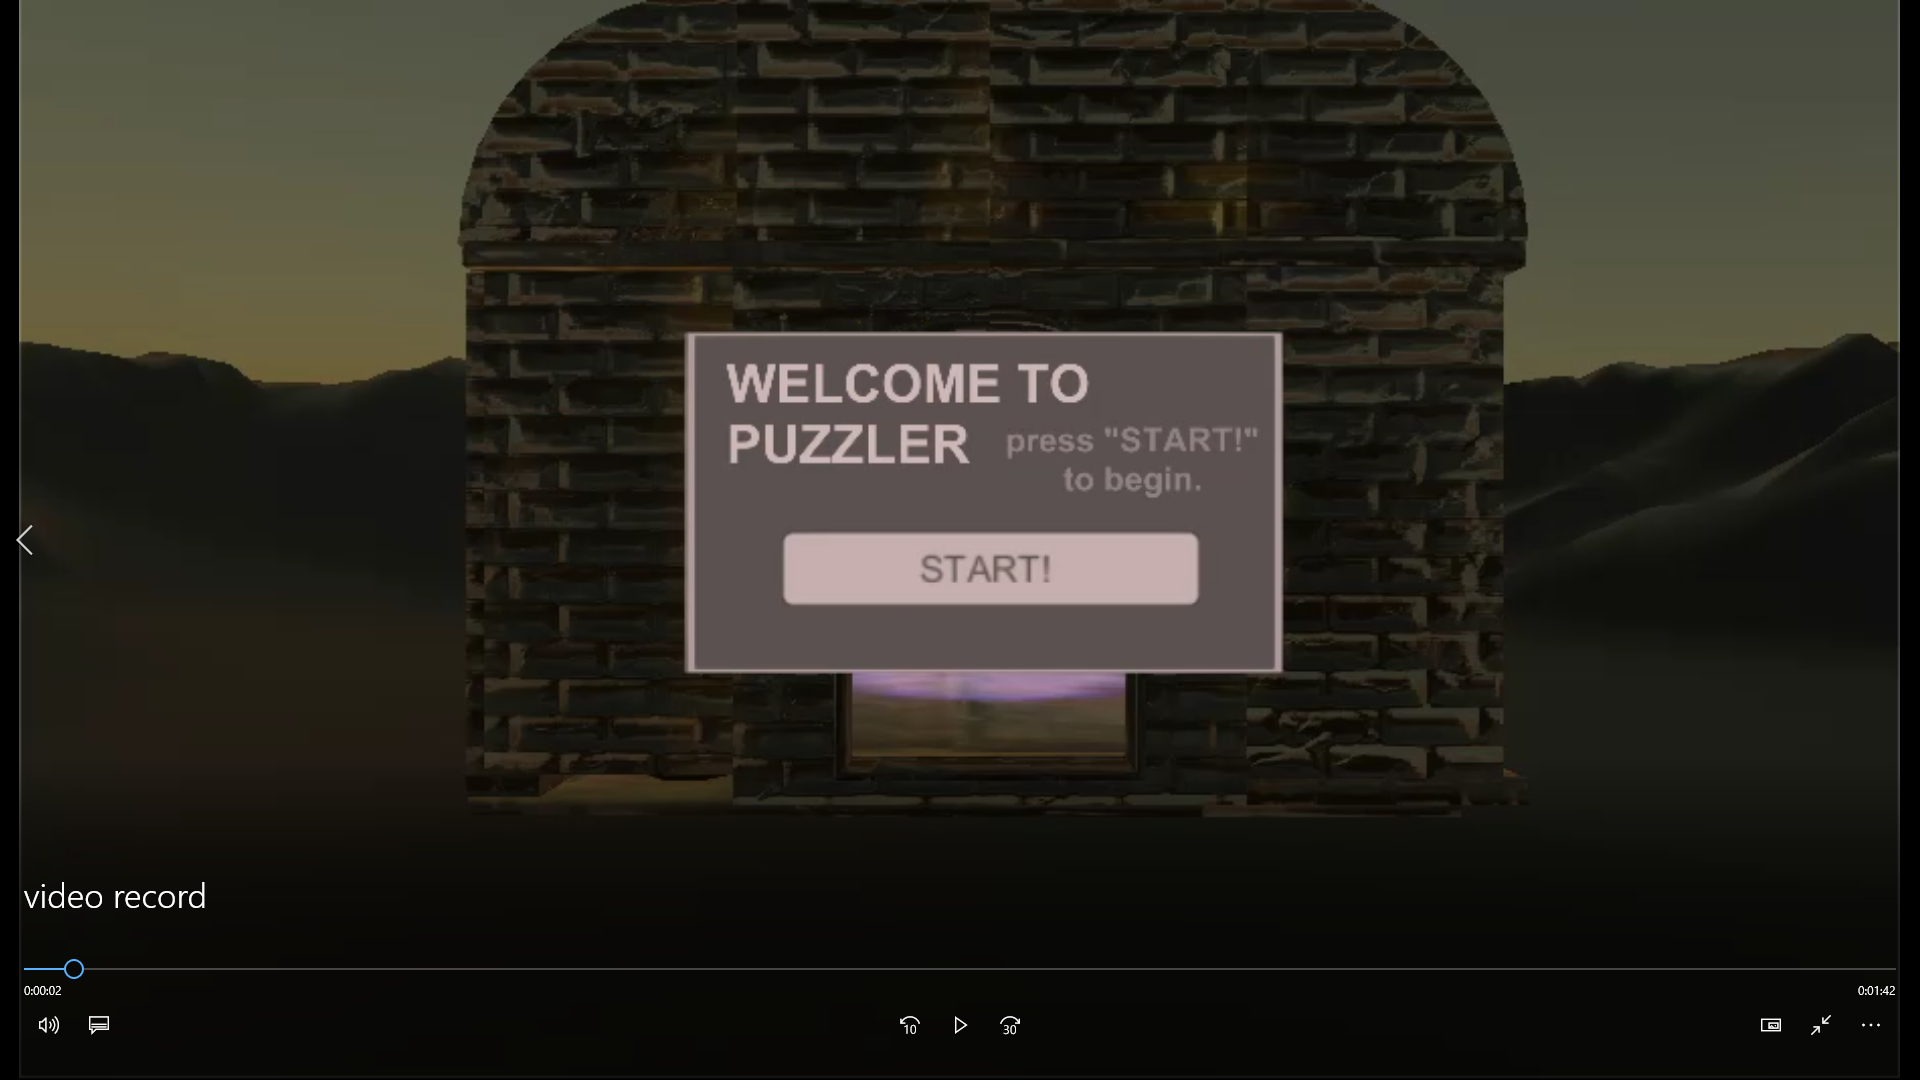 WELCOME TO
PUZZLER
press "START!"
to begin.
START!
video record
0:00:02
0:01:42
10
30